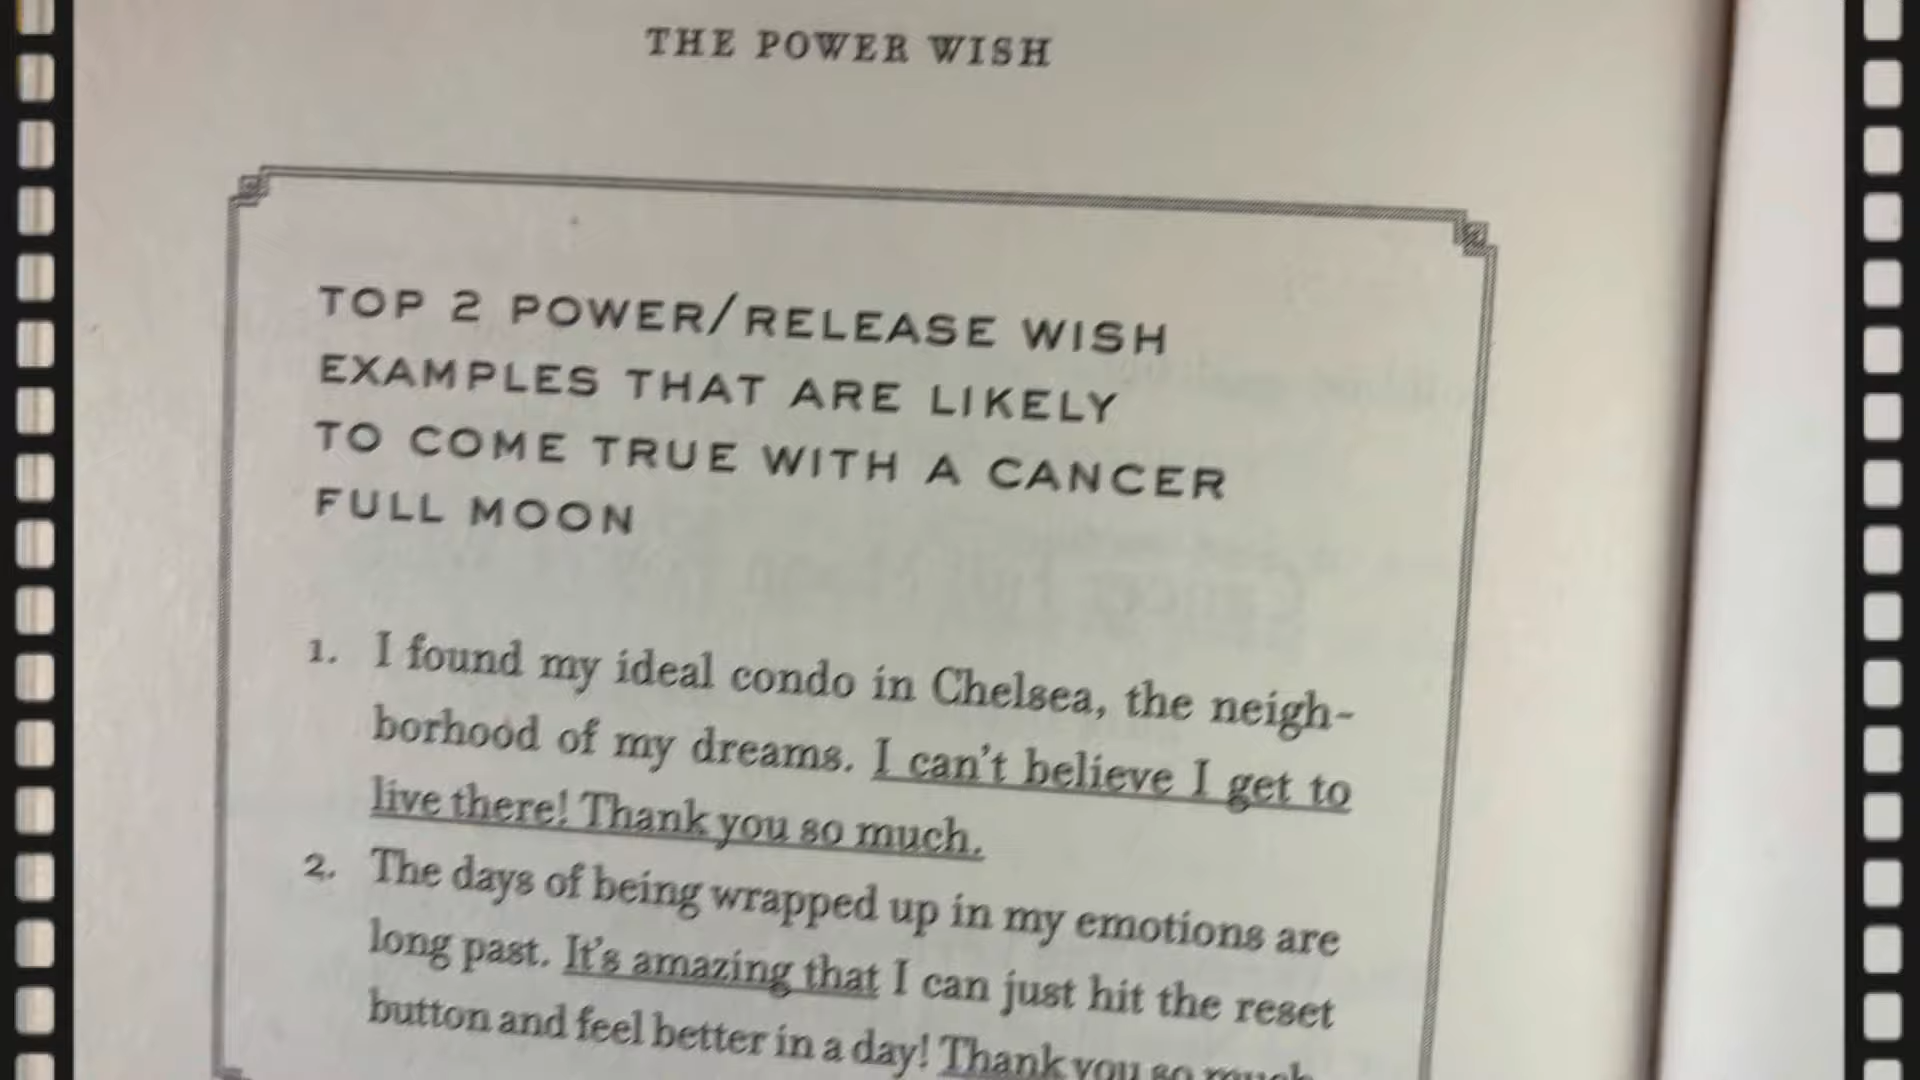 THE POWER WISH
TOP 2 POWER/RELEASE WISH
EXAMPLES THAT ARE LIKELY
TO COME TRUE WITH A CANCER
FULL MOON
1. I found my ideal condo in Chelsea, the neigh-
borhood of my dreams. I can't believe I get to
live there! Thank you so much.
2. The days of being wrapped up in my emotions are
long past. It's amazing that I can just hit the reset
button and feel better in a day! Thank you so much